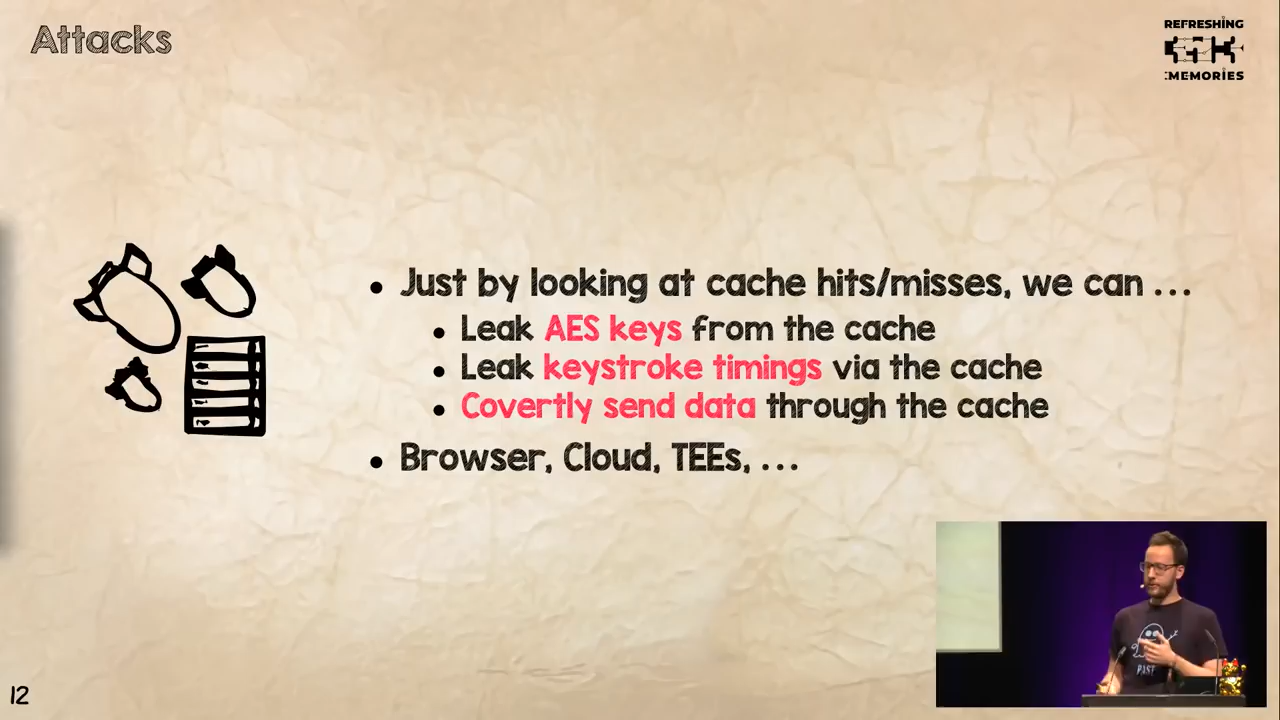 Attacks
REFRESHING
:MEMORIES
• Just by looking at cache hits/misses, we can ...
• Leak AES keys from the cache
• Leak keystroke timings via the cache
• Covertly send data through the cache
• Browser, Cloud, TEEs, ...
12